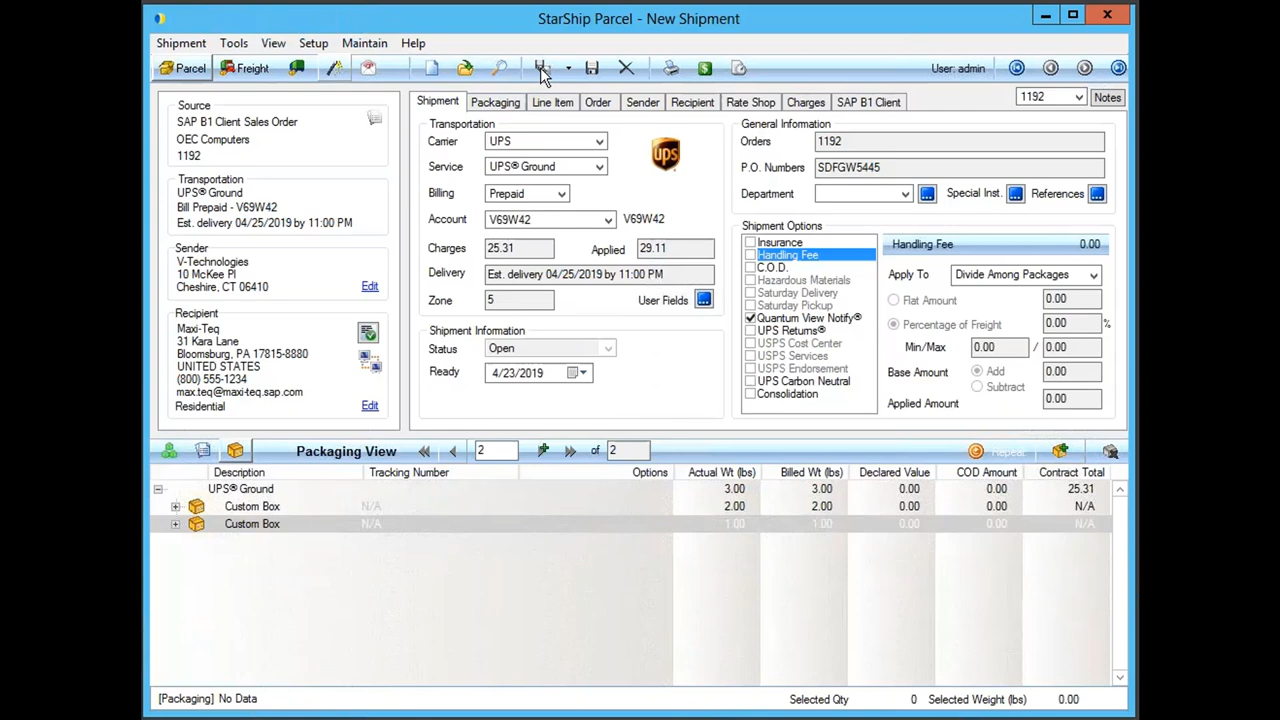 StarShip Parcel - New Shipment
Shipment Tools View Setup Maintain Help
Parcel Freight User: admin
Source
SAP B1 Client Sales Order
OEC Computers
1192
Transportation
UPS® Ground
Bill Prepaid - V69W42
Est. delivery 04/25/2019 by 11:00 PM
Sender
V-Technologies
10 McKee Pl
Cheshire, CT 06410 Edit
Recipient
Maxi-Teq
31 Kara Lane
Bloomsburg, PA 17815-8880
UNITED STATES
(800) 555-1234
max.teq@maxi-teq.sap.com
Residential Edit
Shipment Packaging Line Item Order Sender Recipient Rate Shop Charges SAP B1 Client 1192 Notes
Transportation
Carrier UPS
ups
Service UPS® Ground
Billing Prepaid
Account V69W42 V69W42
Charges 25.31 Applied 29.11
Delivery Est. delivery 04/25/2019 by 11:00 PM
Zone 5 User Fields
Shipment Information
Status Open
Ready 4/23/2019
General Information
Orders 1192
P.O. Numbers SDFGW5445
Department Special Inst. References
Shipment Options
Insurance
Handling Fee
C.O.D.
Hazardous Materials
Saturday Delivery
Saturday Pickup
Quantum View Notify®
UPS Returns®
USPS Cost Center
USPS Services
USPS Endorsement
UPS Carbon Neutral
Consolidation
Handling Fee 0.00
Apply To Divide Among Packages
Flat Amount 0.00
Percentage of Freight 0.00 %
Min/Max 0.00 / 0.00
Base Amount Add 0.00
Subtract
Applied Amount 0.00
Packaging View 2 of 2 Repeat
Description Tracking Number Options Actual Wt (lbs) Billed Wt (lbs) Declared Value COD Amount Contract Total
UPS® Ground 3.00 3.00 0.00 0.00 25.31
Custom Box N/A 2.00 2.00 0.00 0.00 N/A
Custom Box N/A 1.00 1.00 0.00 0.00 N/A
[Packaging] No Data Selected Qty 0 Selected Weight (lbs) 0.00